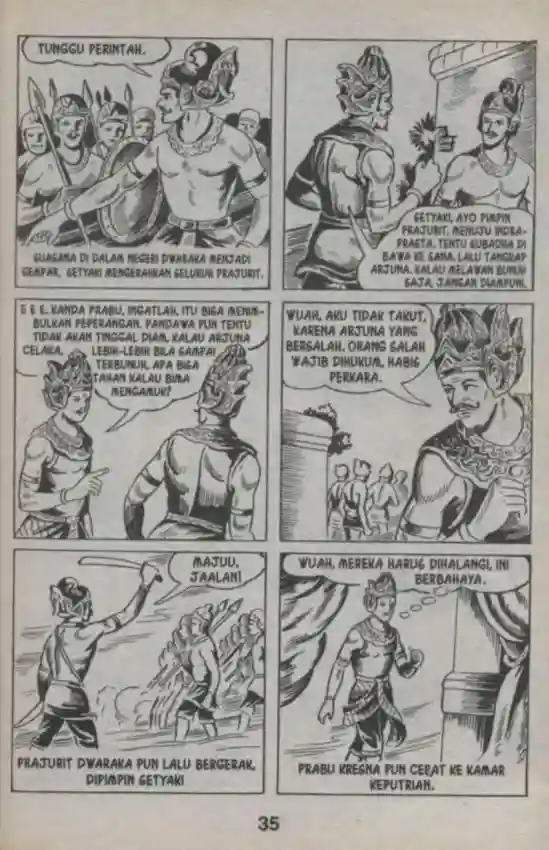 TUNGGU PERINTAH.
SUASANA DI DALAM NEGERI DWARAKA MENJADI
GEMPAR. SETYAKI MENGERAHKAN SELURUH PRAJURIT.
SETYAKI, AYO PIMPIN
PRAJURIT, MENUJU INDRA-
PRASTA. TENTU SUBADHA DI
BAWA KE SANA. LALU TANGKAP
ARJUNA. KALAU MELAWAN BUNUH
SAJA. JANGAN DIAMPUNI.
E E E. KANDA PRABU, INGATLAH. ITU BISA MENIM-
BULKAN PEPERANGAN. PANDAWA PUN TENTU
TIDAK AKAN TINGGAL DIAM, KALAU ARJUNA
CELAKA. LEBIH-LEBIH BILA SAMPAI
TERBUNUH. APA BISA
TAHAN KALAU BIMA
MENGAMUK?
WUAH, AKU TIDAK TAKUT,
KARENA ARJUNA YANG
BERSALAH. ORANG SALAH
WAJIB DIHUKUM. HABIS
PERKARA.
MAJUU,
JAALAN!
PRAJURIT DWARAKA PUN LALU BERGERAK,
DIPIMPIN SETYAKI
WUAH, MEREKA HARUS DIHALANGI, INI
BERBAHAYA.
PRABU KRESNA PUN CEPAT KE KAMAR
KEPUTRIAN.
35